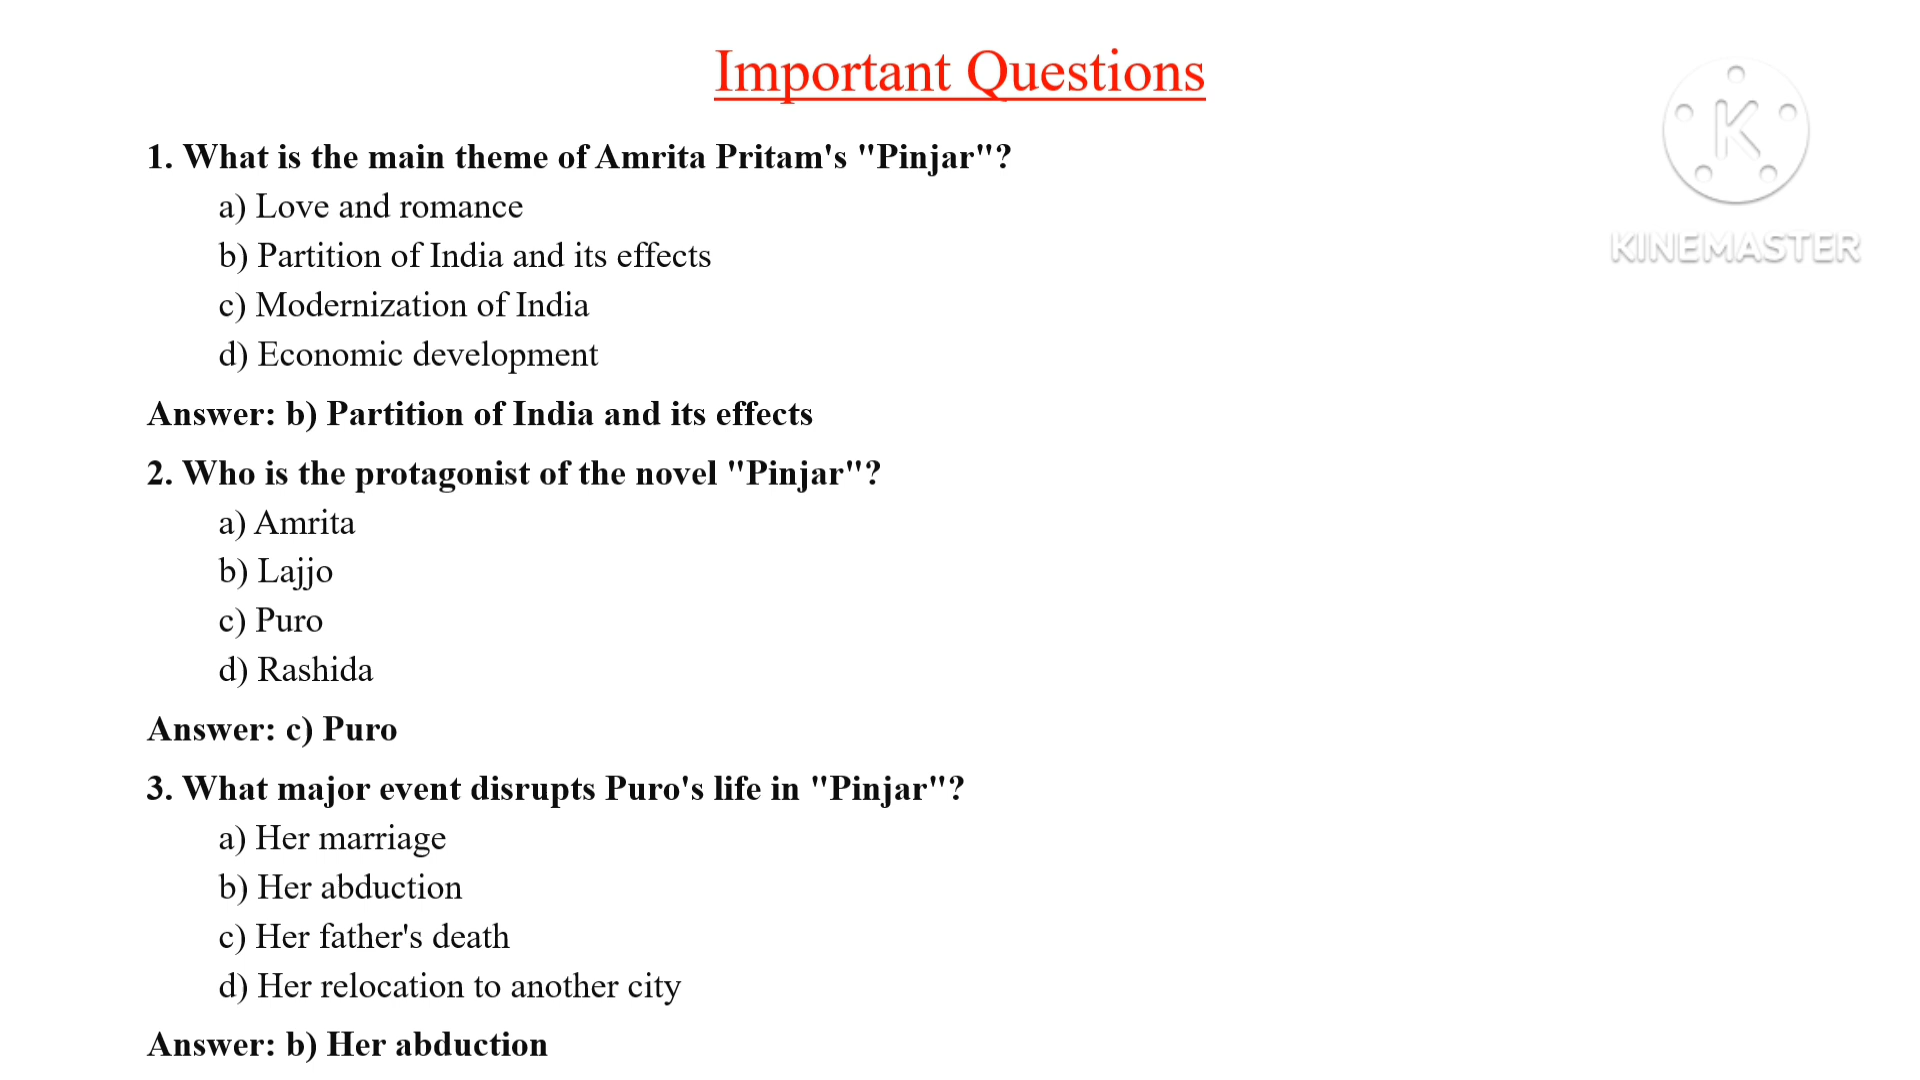 Important Questions
1. What is the main theme of Amrita Pritam's "Pinjar"?
a) Love and romance
b) Partition of India and its effects
c) Modernization of India
d) Economic development
Answer: b) Partition of India and its effects
2. Who is the protagonist of the novel "Pinjar"?
a) Amrita
b) Lajjo
c) Puro
d) Rashida
Answer: c) Puro
3. What major event disrupts Puro's life in "Pinjar"?
a) Her marriage
b) Her abduction
c) Her father's death
d) Her relocation to another city
Answer: b) Her abduction
K
KINEMASTER